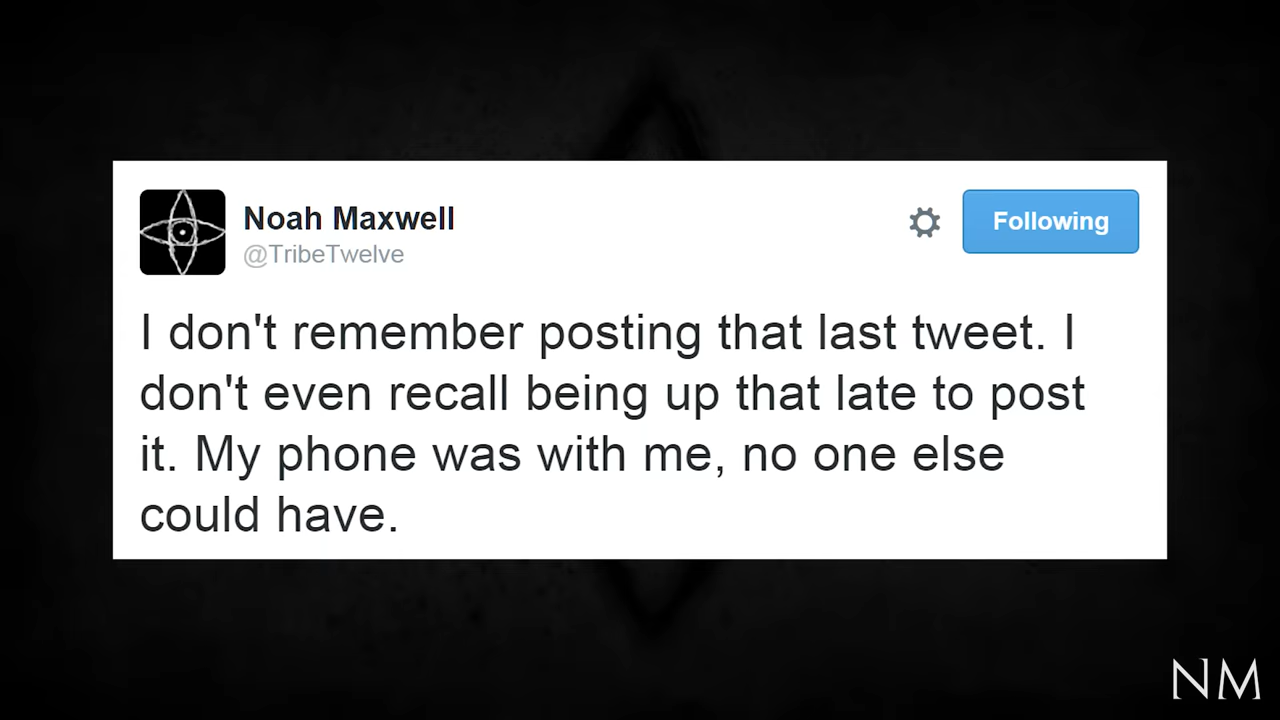 Noah Maxwell
@TribeTwelve
Following
I don't remember posting that last tweet. I
don't even recall being up that late to post
it. My phone was with me, no one else
could have.
NM